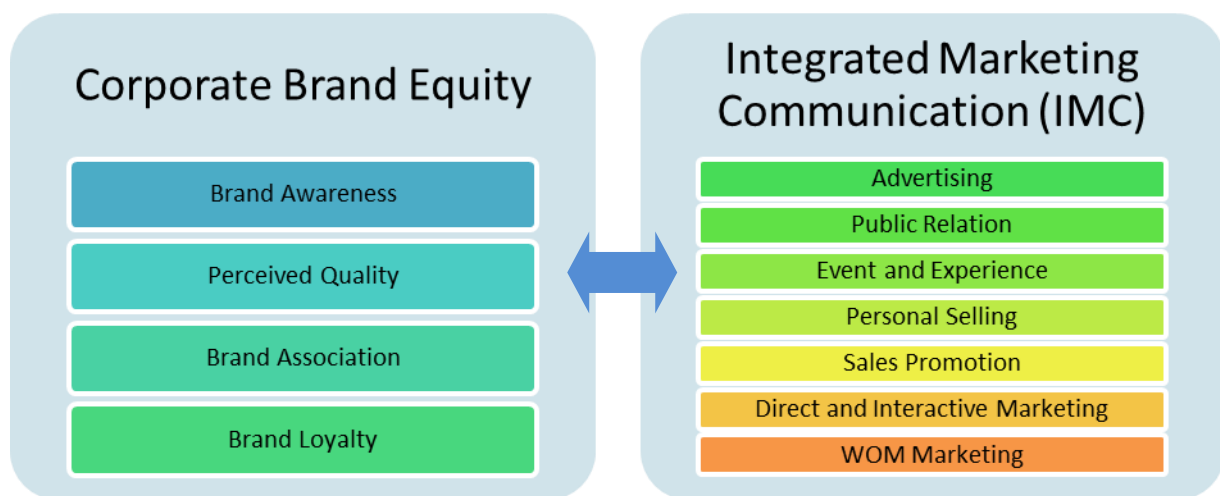 Corporate Brand Equity
Brand Awareness
Perceived Quality
Brand Association
Brand Loyalty
Integrated Marketing
Communication (IMC)
Advertising
Public Relation
Event and Experience
Personal Selling
Sales Promotion
Direct and Interactive Marketing
WOM Marketing